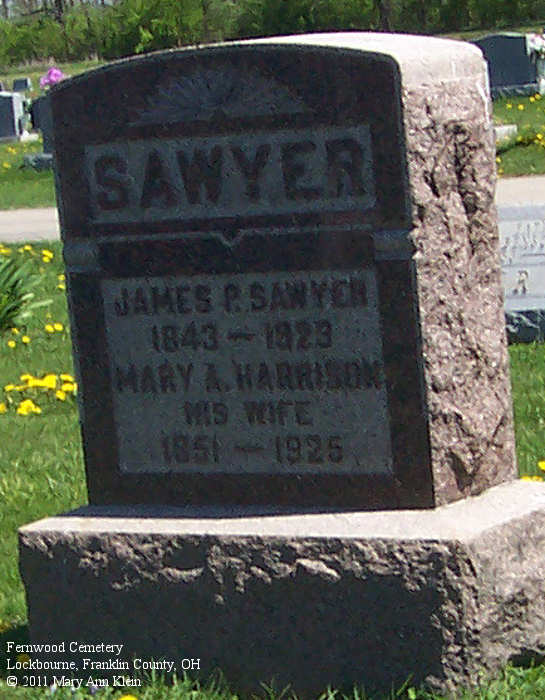 SAWYER
JAMES P. SAWYER
1843 — 1923
MARY A. HARRISON
HIS WIFE
1851 — 1925
R
Fernwood Cemetery
Lockbourne, Franklin County, OH
© 2011 Mary Ann Klein